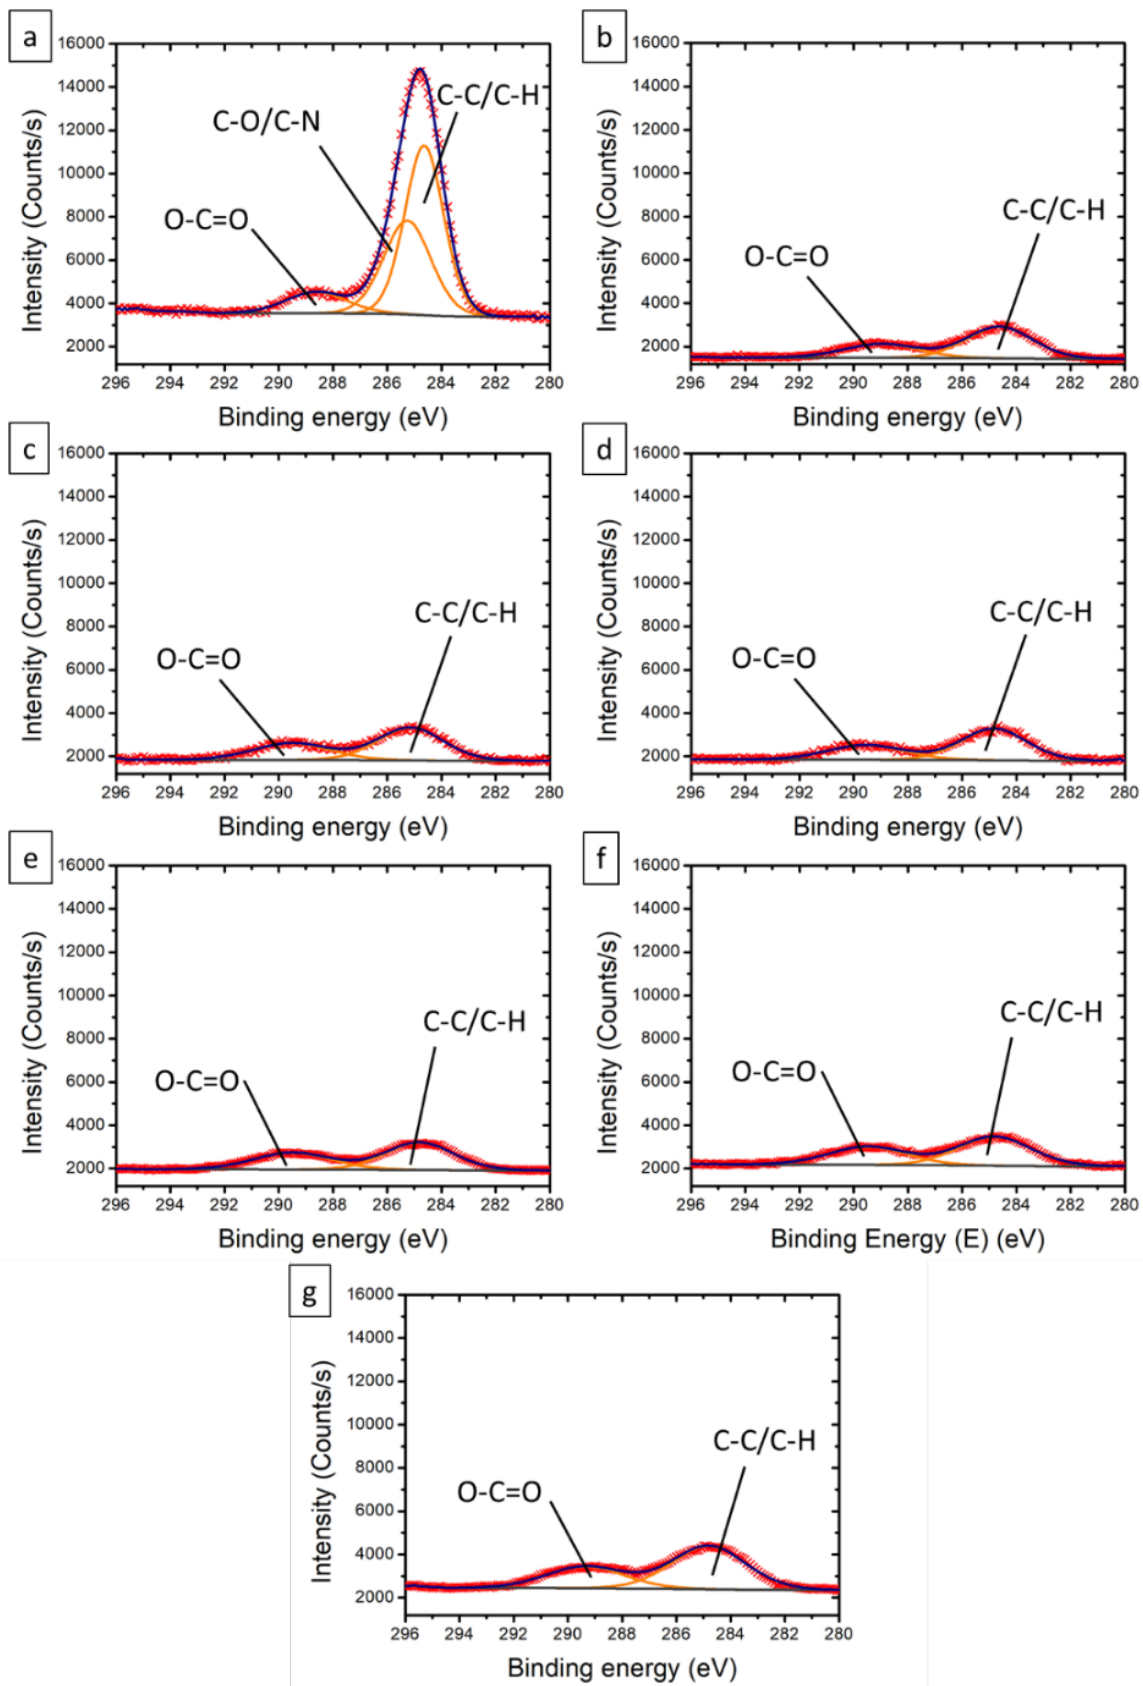 a
16000
14000
12000
10000
8000
6000
4000
2000
Intensity (Counts/s)
C-C/C-H
C-O/C-N
O-C=O
296 294 292 290 288 286 284 282 280
Binding energy (eV)
b
16000
14000
12000
10000
8000
6000
4000
2000
Intensity (Counts/s)
C-C/C-H
O-C=O
296 294 292 290 288 286 284 282 280
Binding energy (eV)
c
16000
14000
12000
10000
8000
6000
4000
2000
Intensity (Counts/s)
C-C/C-H
O-C=O
296 294 292 290 288 286 284 282 280
Binding energy (eV)
d
16000
14000
12000
10000
8000
6000
4000
2000
Intensity (Counts/s)
C-C/C-H
O-C=O
296 294 292 290 288 286 284 282 280
Binding energy (eV)
e
16000
14000
12000
10000
8000
6000
4000
2000
Intensity (Counts/s)
C-C/C-H
O-C=O
296 294 292 290 288 286 284 282 280
Binding energy (eV)
f
16000
14000
12000
10000
8000
6000
4000
2000
Intensity (Counts/s)
C-C/C-H
O-C=O
296 294 292 290 288 286 284 282 280
Binding Energy (E) (eV)
g
16000
14000
12000
10000
8000
6000
4000
2000
Intensity (Counts/s)
C-C/C-H
O-C=O
296 294 292 290 288 286 284 282 280
Binding energy (eV)